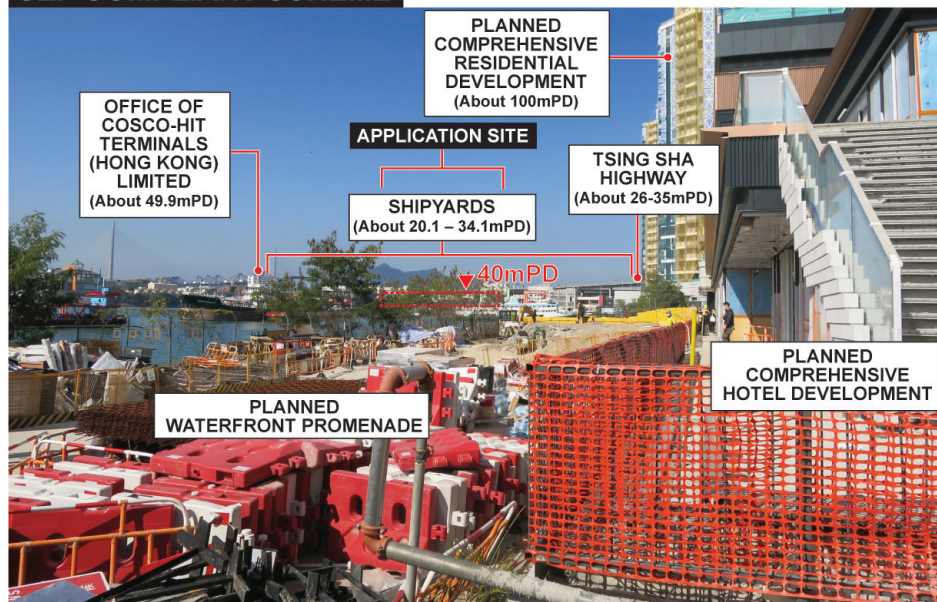 COMPLIANT SCHEME
PLANNED
COMPREHENSIVE
RESIDENTIAL
DEVELOPMENT
(About 100mPD)
OFFICE OF
COSCO-HIT
TERMINALS
(HONG KONG)
LIMITED
(About 49.9mPD)
APPLICATION SITE
TSING SHA
HIGHWAY
(About 26-35mPD)
SHIPYARDS
(About 20.1 – 34.1mPD)
40mPD
PLANNED
COMPREHENSIVE
HOTEL DEVELOPMENT
PLANNED
WATERFRONT PROMENADE